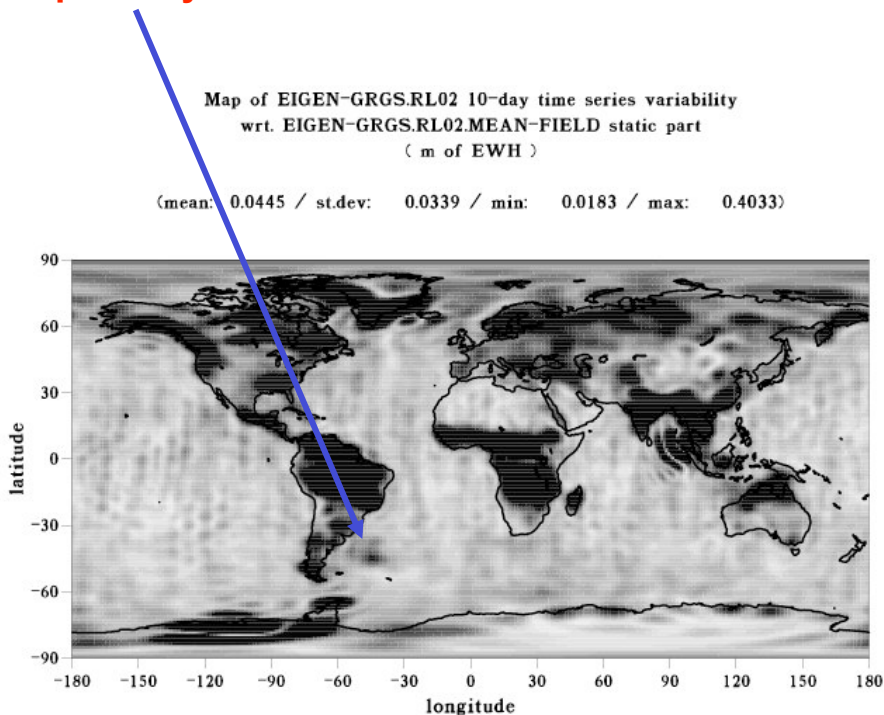 Map of EIGEN-GRGS.RL02 10-day time series variability
wrt. EIGEN-GRGS.RL02.MEAN-FIELD static part
( m of EWH )
(mean: 0.0445 / st.dev: 0.0339 / min: 0.0183 / max: 0.4033)
90
60
30
0
-30
-60
-90
latitude
-180 -150 -120 -90 -60 -30 0 30 60 90 120 150 180
longitude